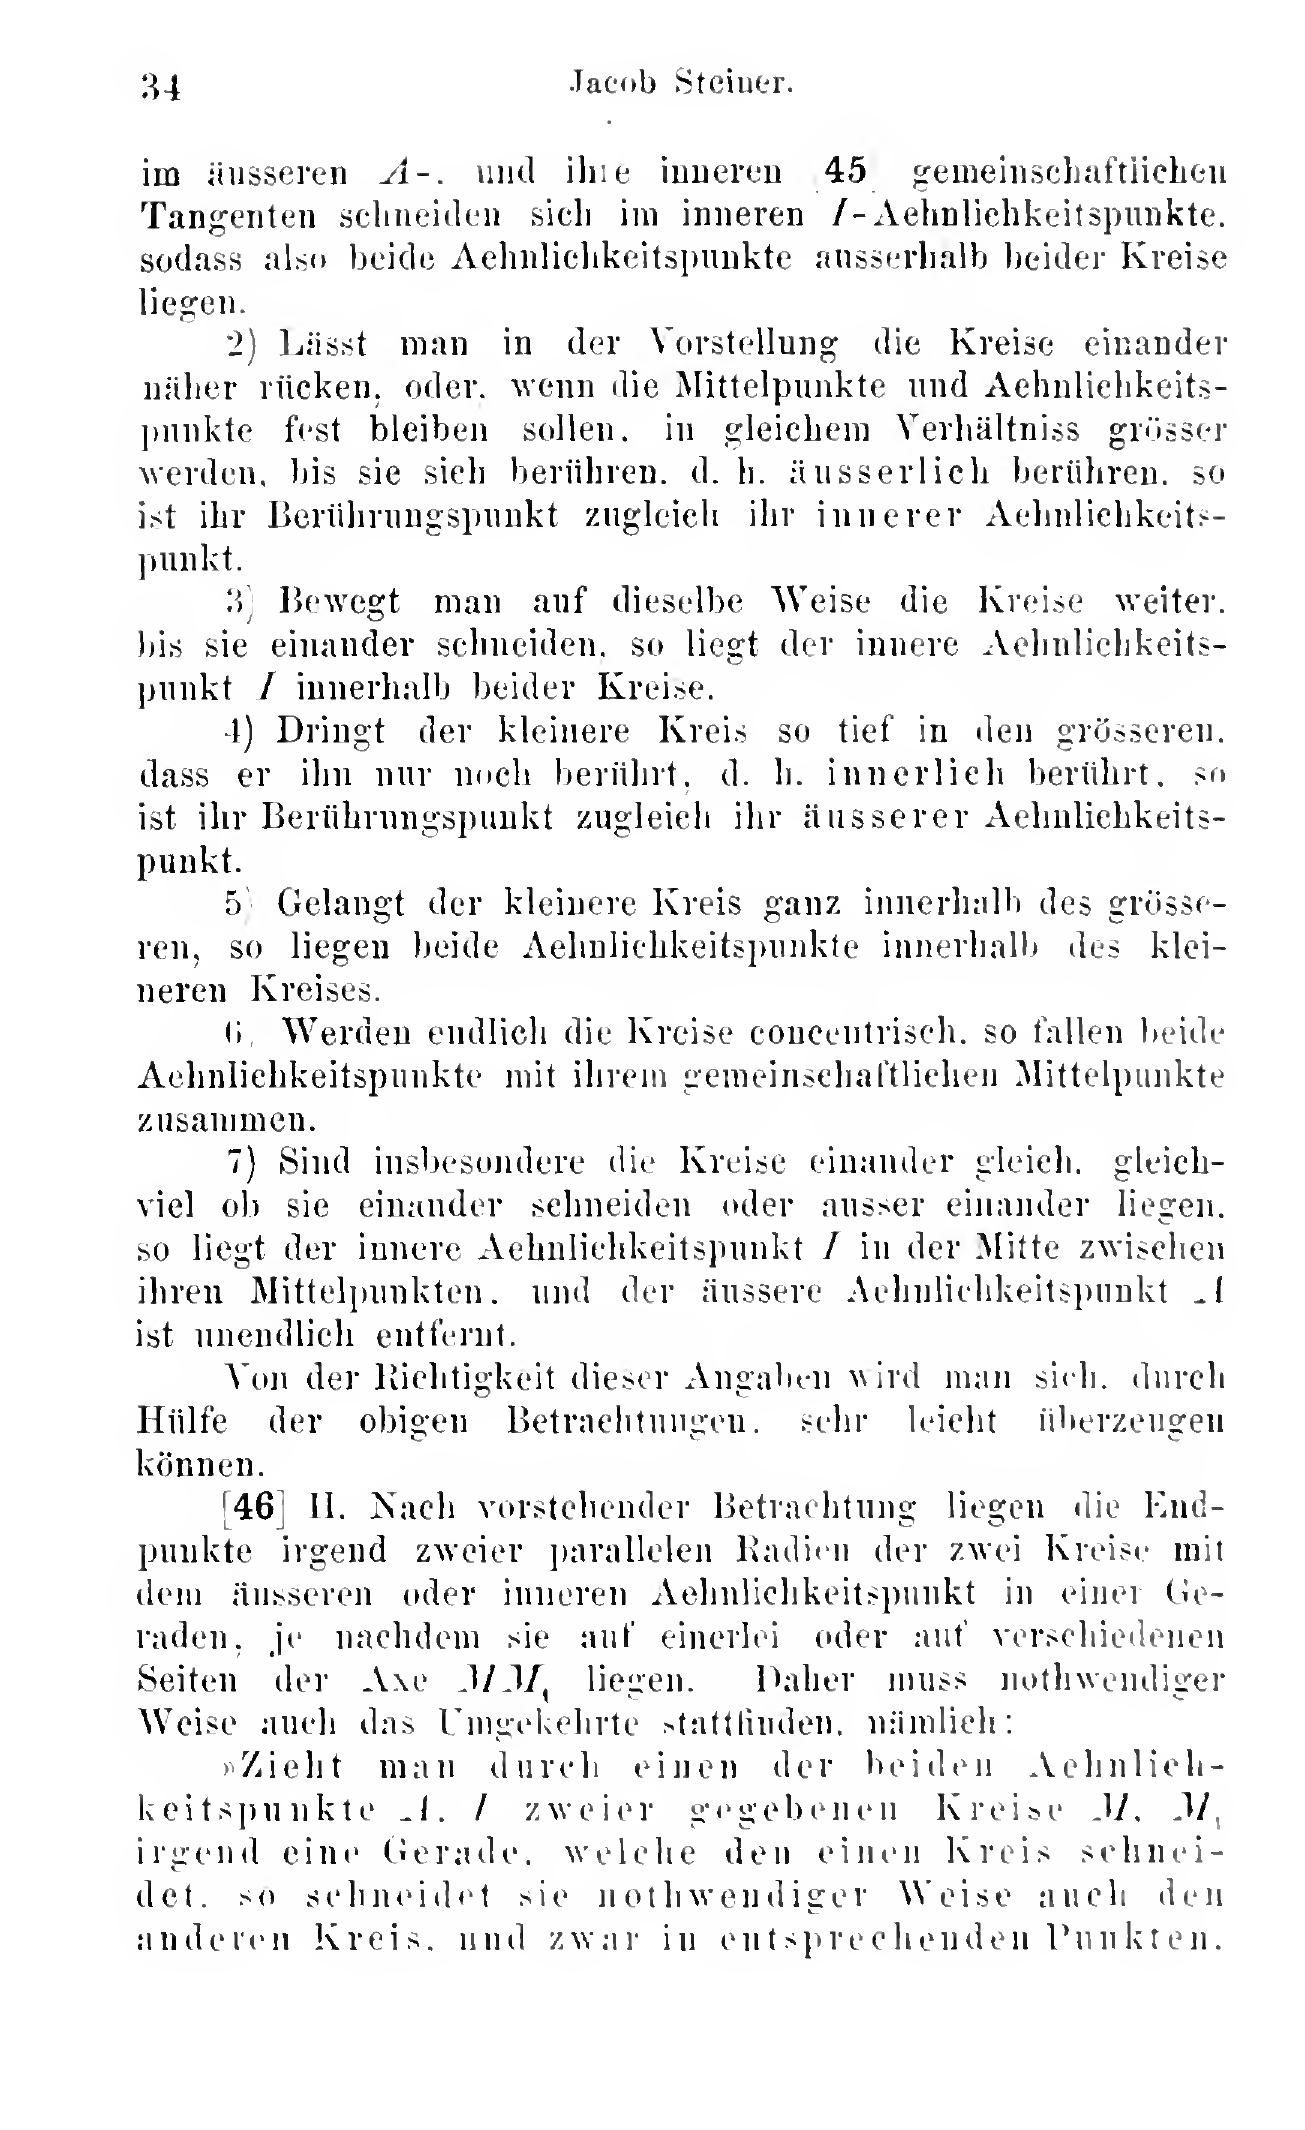 34 Jacob Steiner.
im äusseren A-, und ihre inneren [45] gemeinschaftlichen
Tangenten schneiden sich im inneren I-Aehnlichkeitspunkte,
sodass also beide Aehnlichkeitspunkte ausserhalb beider Kreise
liegen.
2) Lässt man in der Vorstellung die Kreise einander
näher rücken, oder, wenn die Mittelpunkte und Aehnlichkeits-
punkte fest bleiben sollen, in gleichem Verhältniss grösser
werden, bis sie sich berühren, d. h. äusserlich berühren, so
ist ihr Berührungspunkt zugleich ihr innerer Aehnlichkeits-
punkt.
3) Bewegt man auf dieselbe Weise die Kreise weiter,
bis sie einander schneiden, so liegt der innere Aehnlichkeits-
punkt I innerhalb beider Kreise.
4) Dringt der kleinere Kreis so tief in den grösseren,
dass er ihn nur noch berührt, d. h. innerlich berührt, so
ist ihr Berührungspunkt zugleich ihr äusserer Aehnlichkeits-
punkt.
5) Gelangt der kleinere Kreis ganz innerhalb des grösse-
ren, so liegen beide Aehnlichkeitspunkte innerhalb des klei-
neren Kreises.
6) Werden endlich die Kreise concentrisch, so fallen beide
Aehnlichkeitspunkte mit ihrem gemeinschaftlichen Mittelpunkte
zusammen.
7) Sind insbesondere die Kreise einander gleich, gleich-
viel ob sie einander schneiden oder ausser einander liegen,
so liegt der innere Aehnlichkeitspunkt I in der Mitte zwischen
ihren Mittelpunkten, und der äussere Aehnlichkeitspunkt A
ist unendlich entfernt.
Von der Richtigkeit dieser Angaben wird man sich, durch
Hülfe der obigen Betrachtungen, sehr leicht überzeugen
können.
[46] II. Nach vorstehender Betrachtung liegen die End-
punkte irgend zweier parallelen Radien der zwei Kreise mit
dem äusseren oder inneren Aehnlichkeitspunkt in einer Ge-
raden, je nachdem sie auf einerlei oder auf verschiedenen
Seiten der Axe MM₁ liegen. Daher muss nothwendiger
Weise auch das Umgekehrte stattfinden, nämlich:
»Zieht man durch einen der beiden Aehnlich-
keitspunkte A, I zweier gegebenen Kreise M, M₁
irgend eine Gerade, welche den einen Kreis schnei-
det, so schneidet sie nothwendiger Weise auch den
anderen Kreis, und zwar in entsprechenden Punkten,